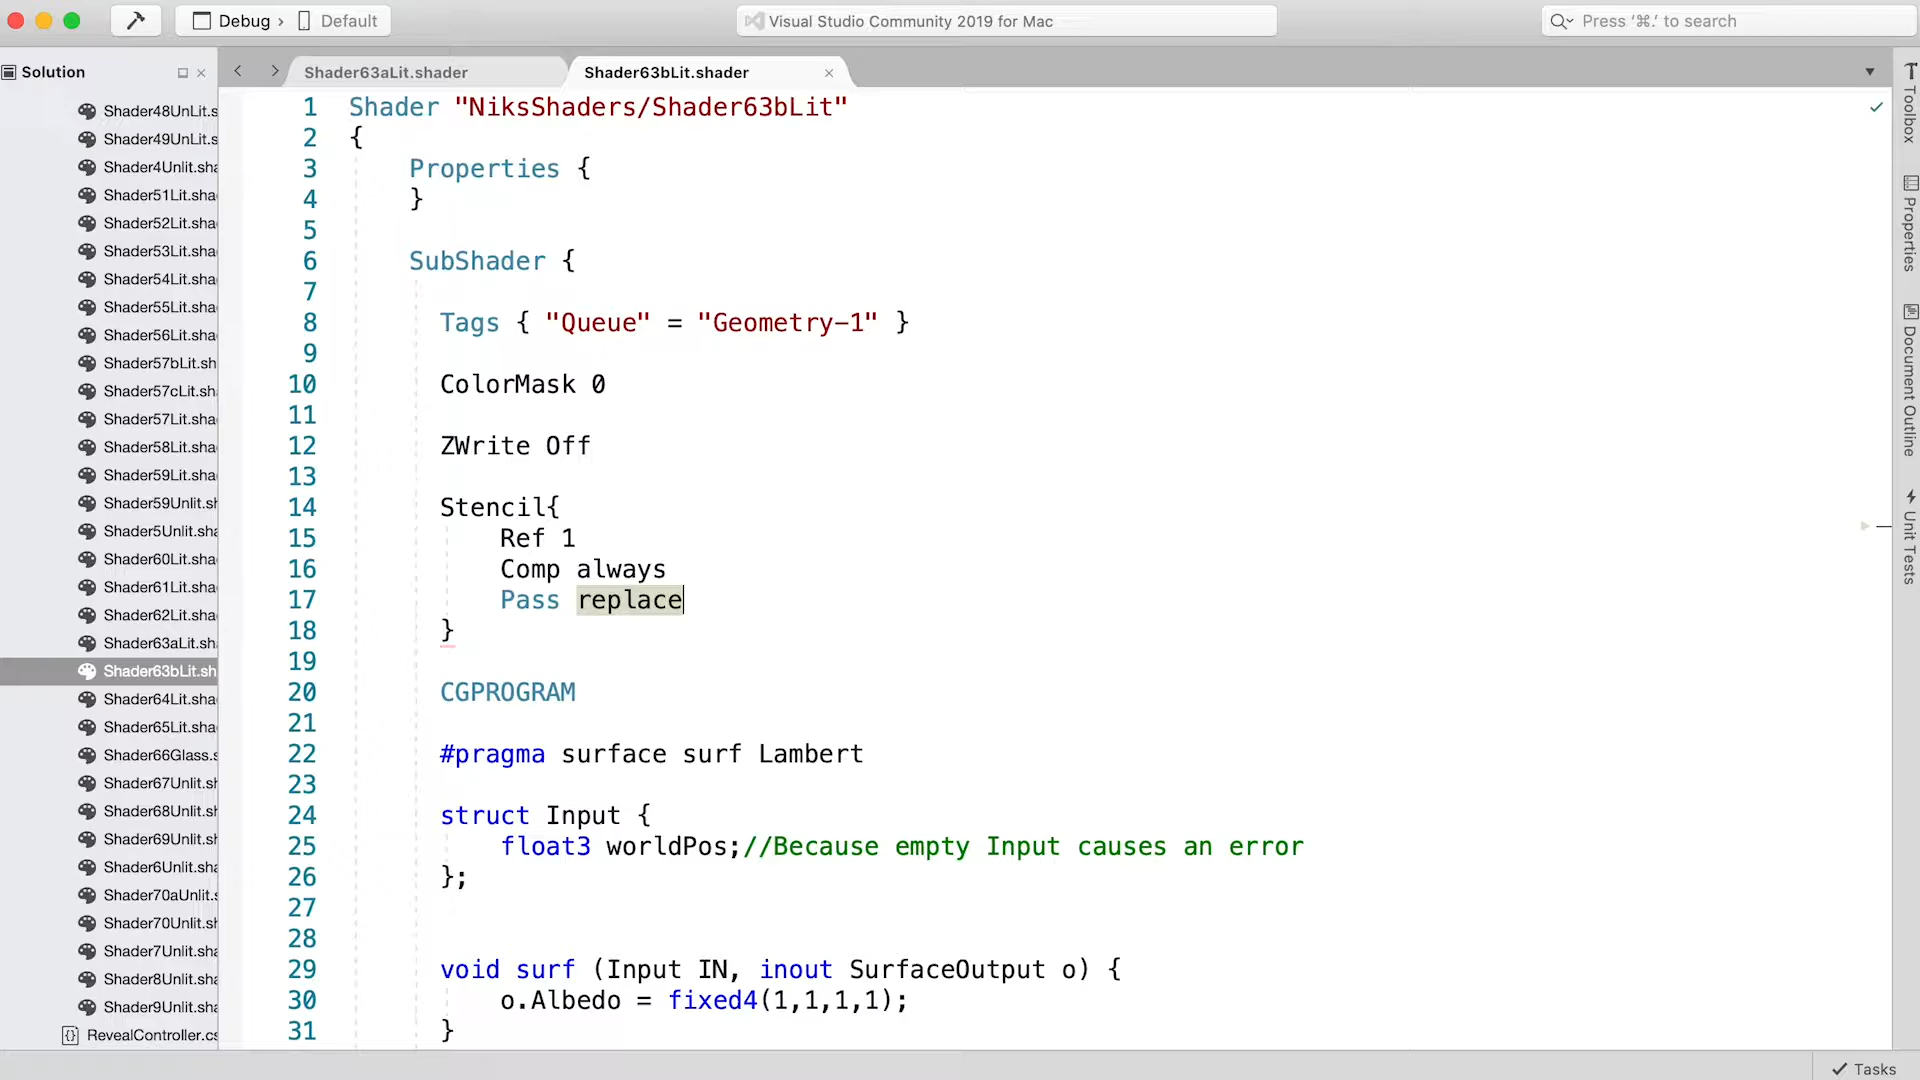 Debug › Default
Visual Studio Community 2019 for Mac
Press ‘⌘.’ to search
Solution
Shader63aLit.shader
Shader63bLit.shader
Shader48UnLit.s
Shader49UnLit.s
Shader4Unlit.sha
Shader51Lit.sha
Shader52Lit.sha
Shader53Lit.sha
Shader54Lit.sha
Shader55Lit.sha
Shader56Lit.sha
Shader57bLit.sh
Shader57cLit.sh
Shader57Lit.sha
Shader58Lit.sha
Shader59Lit.sha
Shader59Unlit.sh
Shader5Unlit.sha
Shader60Lit.sha
Shader61Lit.sha
Shader62Lit.sha
Shader63aLit.sh
Shader63bLit.sh
Shader64Lit.sha
Shader65Lit.sha
Shader66Glass.s
Shader67Unlit.sh
Shader68Unlit.sh
Shader69Unlit.sh
Shader6Unlit.sha
Shader70aUnlit.s
Shader70Unlit.sh
Shader7Unlit.sha
Shader8Unlit.sha
Shader9Unlit.sha
RevealController.cs
1 Shader "NiksShaders/Shader63bLit"
2 {
3 Properties {
4 }
5
6 SubShader {
7
8 Tags { "Queue" = "Geometry-1" }
9
10 ColorMask 0
11
12 ZWrite Off
13
14 Stencil{
15 Ref 1
16 Comp always
17 Pass replace
18 }
19
20 CGPROGRAM
21
22 #pragma surface surf Lambert
23
24 struct Input {
25 float3 worldPos;//Because empty Input causes an error
26 };
27
28
29 void surf (Input IN, inout SurfaceOutput o) {
30 o.Albedo = fixed4(1,1,1,1);
31 }
Toolbox
Properties
Document Outline
Unit Tests
Tasks